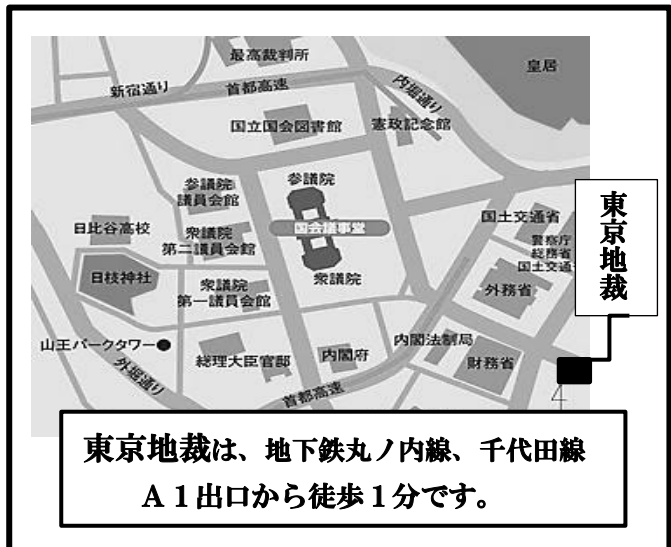 最高裁判所
皇居
新宿通り
首都高速
内堀通り
国立国会図書館
憲政記念館
参議院
議員会館
参議院
国会議事堂
衆議院
日比谷高校
衆議院
第二議員会館
日枝神社
衆議院
第一議員会館
国土交通省
警察庁
総務省
国土交通省
外務省
東京地裁
山王パークタワー
外堀通り
総理大臣官邸
内閣府
内閣法制局
財務省
首都高速
4
東京地裁は、地下鉄丸ノ内線、千代田線
A1出口から徒歩1分です。